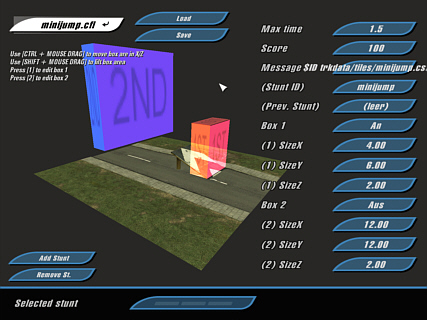 minijump.cfl
Load
Save
Use [CTRL + MOUSE DRAG] to move box area in X/Z
Use [SHIFT + MOUSE DRAG] to lift box area
Press [1] to edit box 1
Press [2] to edit box 2
2ND
1ST
Max time 1.5
Score 100
Message $ID trkdata/files/minijump.cs
(Stunt ID) minijump
(Prev. Stunt) (leer)
Box 1 An
(1) SizeX 4.00
(1) SizeY 6.00
(1) SizeZ 2.00
Box 2 Aus
(2) SizeX 12.00
(2) SizeY 12.00
(2) SizeZ 2.00
Add Stunt
Remove St.
Selected stunt